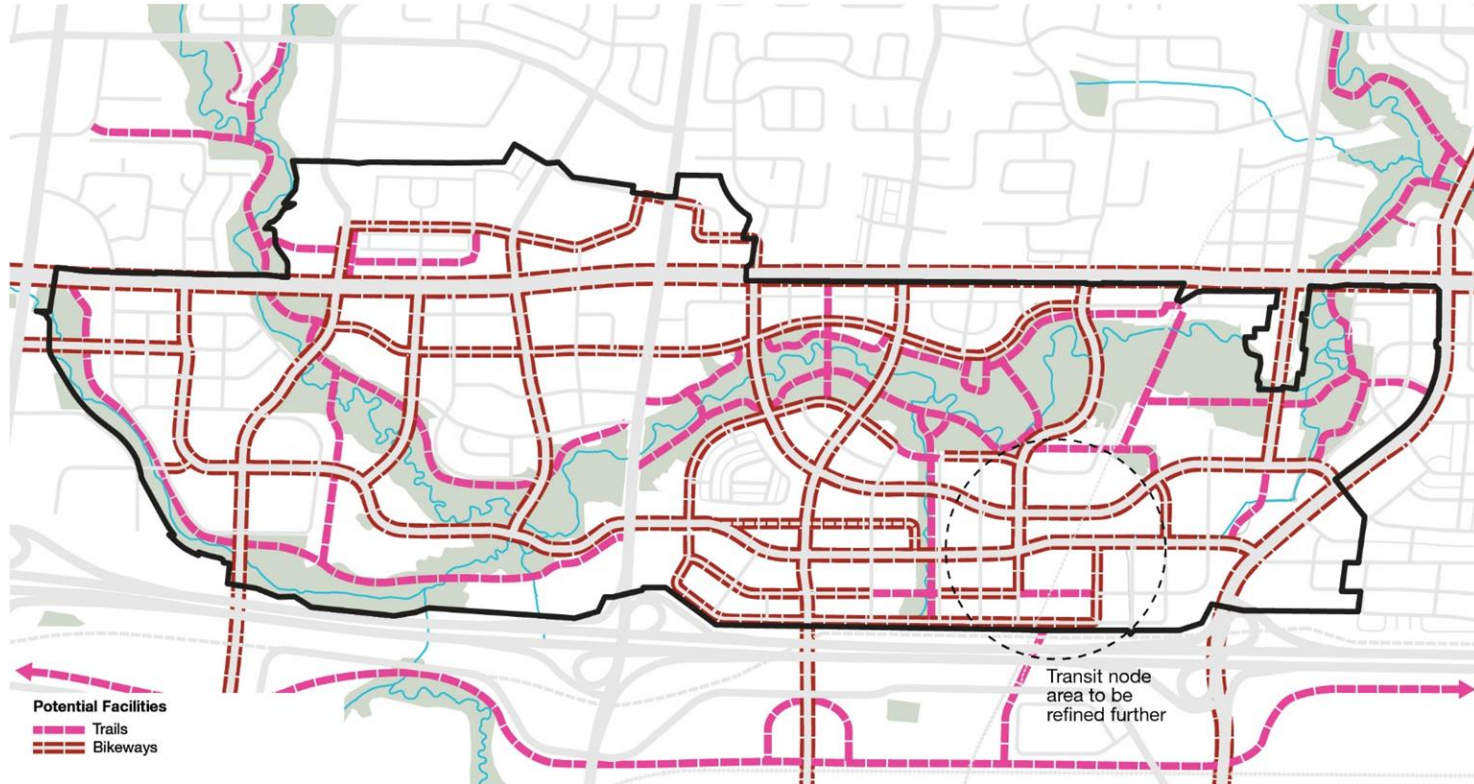 Transit node
area to be
refined further
Potential Facilities
Trails
Bikeways